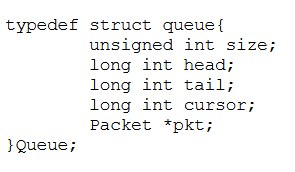 typedef struct queue{
        unsigned int size;
        long int head;
        long int tail;
        long int cursor;
        Packet *pkt;
}Queue;